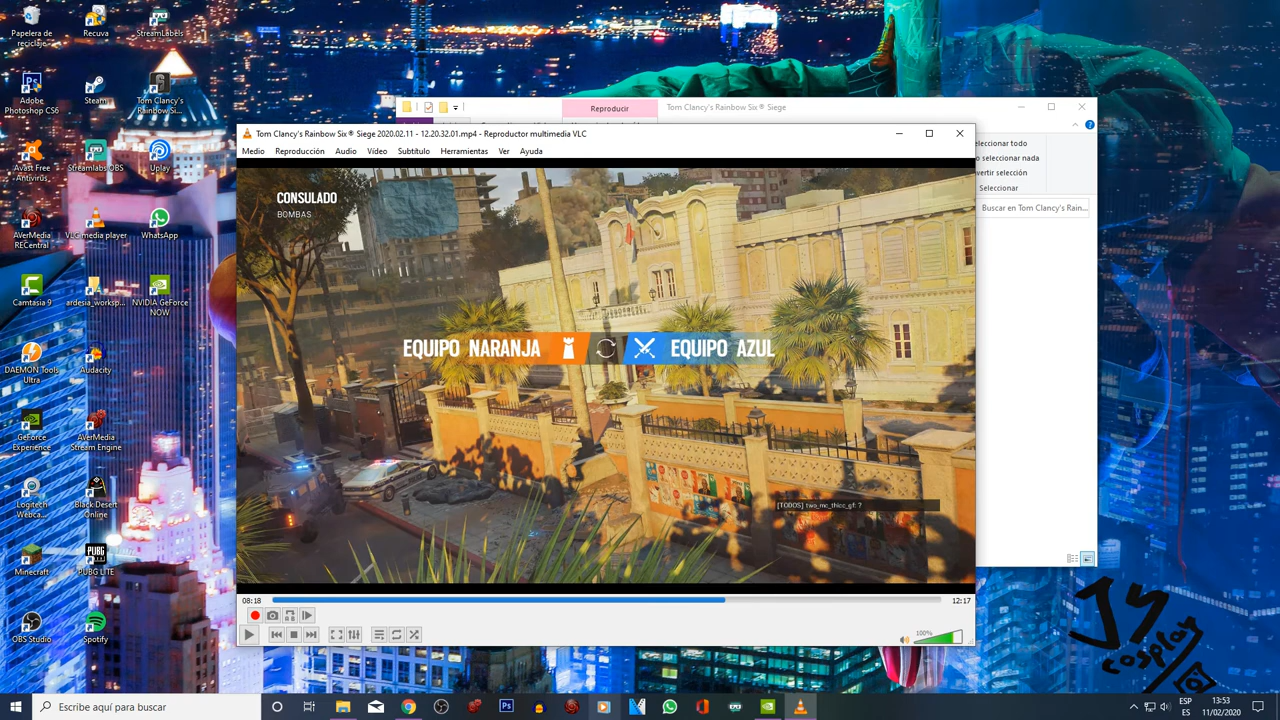 Papelera de
reciclaje
Recuva
StreamLabels
Adobe
Photoshop CS6
Steam
Tom Clancy's
Rainbow Si...
Avast Free
Antivirus
Streamlabs OBS
Uplay
AVerMedia
RECentral
VLC media player
WhatsApp
Camtasia 9
ardesia_worksp...
NVIDIA GeForce
NOW
DAEMON Tools
Ultra
Audacity
GeForce
Experience
AVerMedia
Stream Engine
Logitech
Webca...
Black Desert
Online
Minecraft
PUBG LITE
OBS Studio
Spotify
Reproducir
Tom Clancy's Rainbow Six® Siege
eleccionar todo
o seleccionar nada
vertir selección
Seleccionar
Buscar en Tom Clancy's Rain...
Tom Clancy's Rainbow Six® Siege 2020.02.11 - 12.20.32.01.mp4 - Reproductor multimedia VLC
Medio Reproducción Audio Vídeo Subtítulo Herramientas Ver Ayuda
CONSULADO
BOMBAS
EQUIPO NARANJA
EQUIPO AZUL
[TODOS] two_mc_thicc_gf: ?
08:18
12:17
100%
JM
cosplay
Escribe aquí para buscar
ESP
ES
13:53
11/02/2020